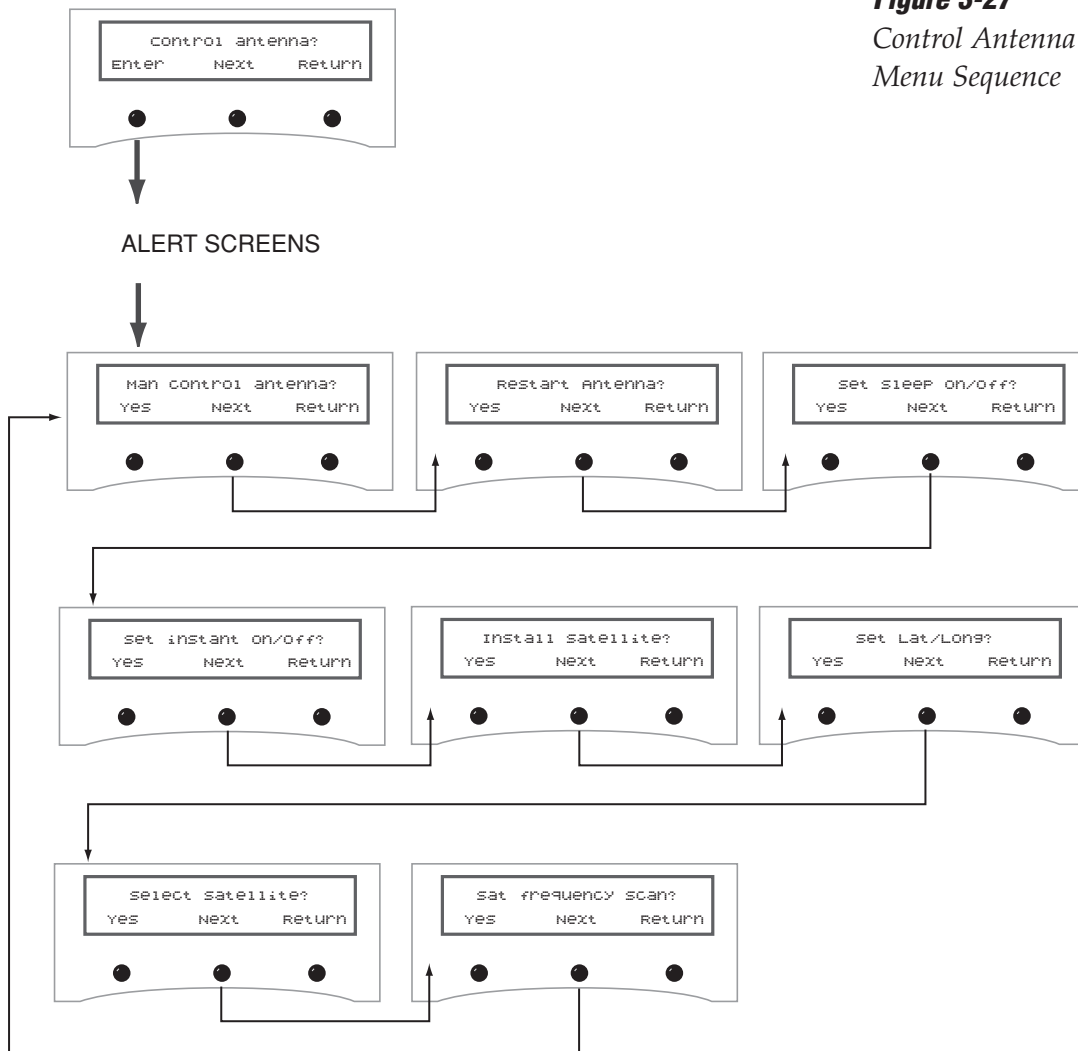 Figure 3-27
Control Antenna
Menu Sequence
Control antenna?
Enter Next Return
ALERT SCREENS
Man Control antenna?
Yes Next Return
Restart Antenna?
Yes Next Return
Set Sleep On/Off?
Yes Next Return
Set instant On/Off?
Yes Next Return
Install Satellite?
Yes Next Return
Set Lat/Long?
Yes Next Return
Select Satellite?
Yes Next Return
Sat frequency scan?
Yes Next Return